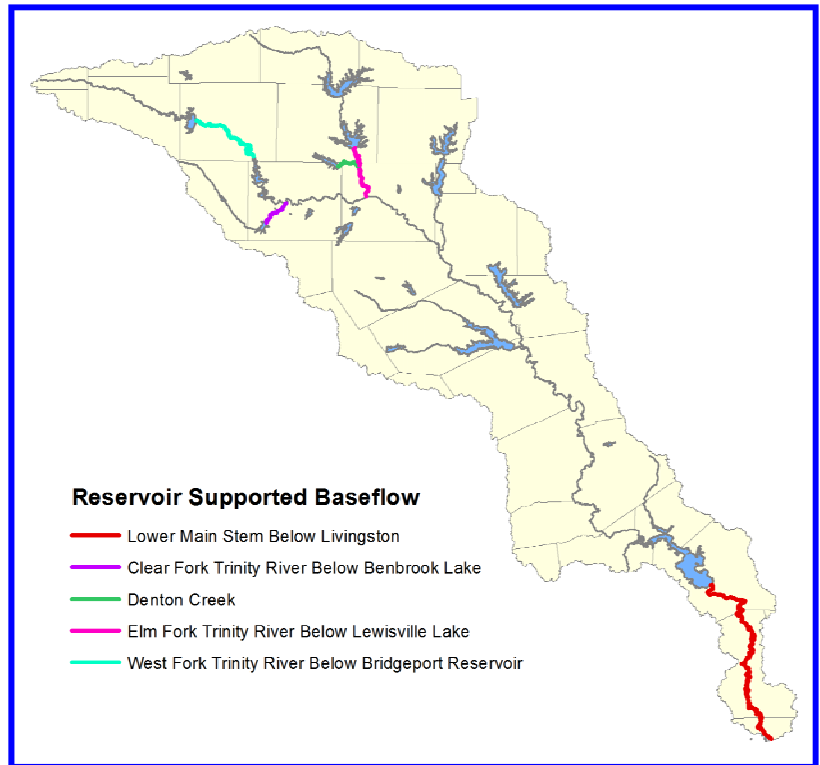 Reservoir Supported Baseflow
Lower Main Stem Below Livingston
Clear Fork Trinity River Below Benbrook Lake
Denton Creek
Elm Fork Trinity River Below Lewisville Lake
West Fork Trinity River Below Bridgeport Reservoir